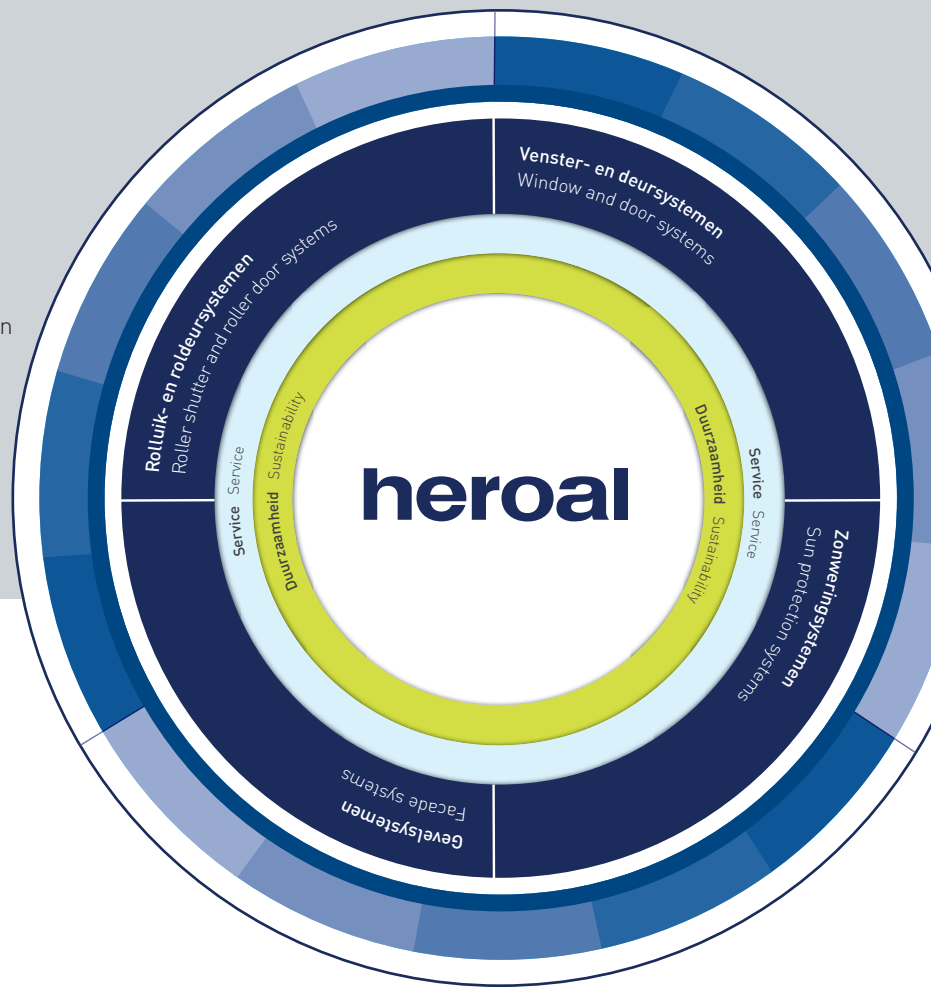 Venster- en deursystemen
Window and door systems
Rolluik- en roldeursystemen
Roller shutter and roller door systems
n
Service Service
Duurzaamheid Sustainability
heroal
Duurzaamheid Sustainability
Service Service
Zonweringsystemen
Sun protection systems
Facade systems
Gevelsystemen